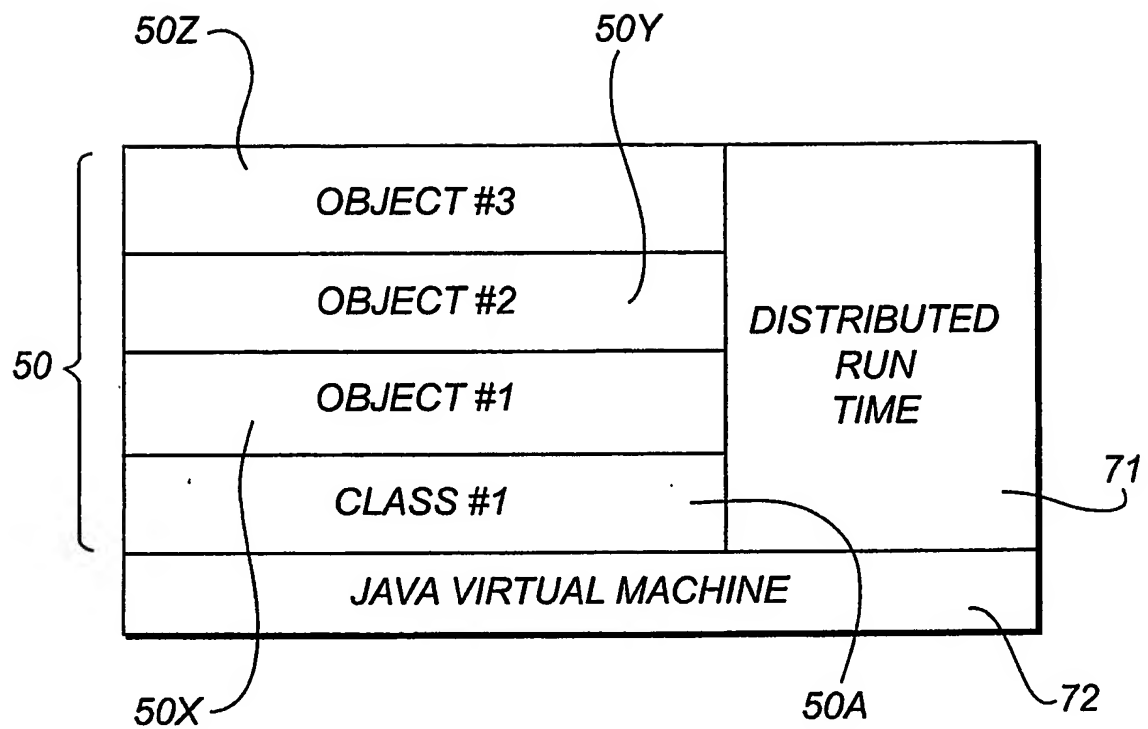 50Z
50Y
OBJECT #3
OBJECT #2
DISTRIBUTED
RUN
TIME
50
OBJECT #1
71
CLASS #1
JAVA VIRTUAL MACHINE
50X
50A
72